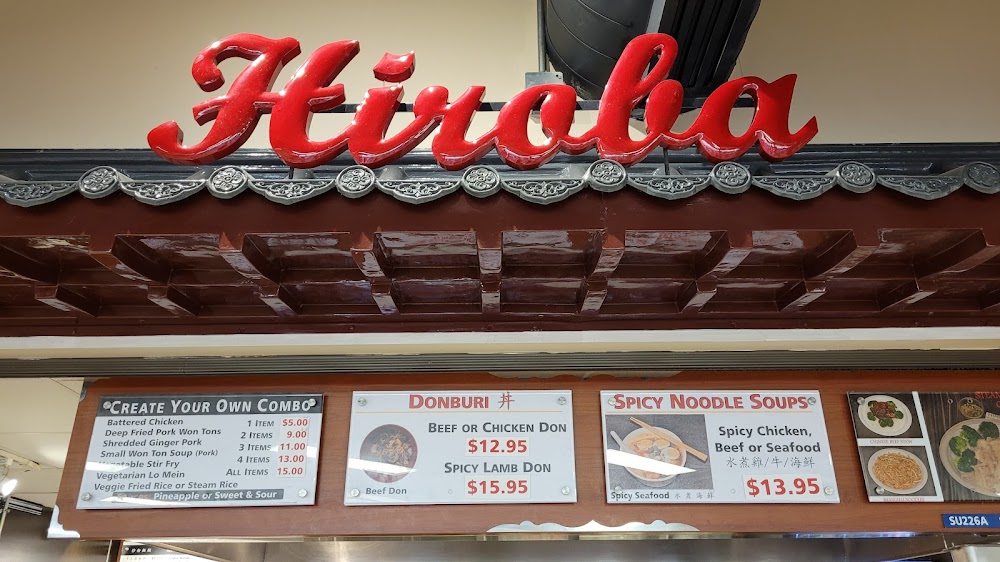 Hiroba
CREATE YOUR OWN COMBO
Battered Chicken
Deep Fried Pork Won Tons
Shredded Ginger Pork
Small Won Ton Soup (Pork)
Vegetable Stir Fry
Vegetarian Lo Mein
Veggie Fried Rice or Steam Rice
1 ITEM $5.00
2 ITEMS 9.00
3 ITEMS 11.00
4 ITEMS 13.00
ALL ITEMS 15.00
Sauces: Pineapple or Sweet & Sour
DONBURI 丼
BEEF OR CHICKEN DON
$12.95
SPICY LAMB DON
$15.95
Beef Don
SPICY NOODLE SOUPS
Spicy Chicken,
Beef or Seafood
水煮雞/牛/海鮮
$13.95
Spicy Seafood 水煮海鮮
SU226A